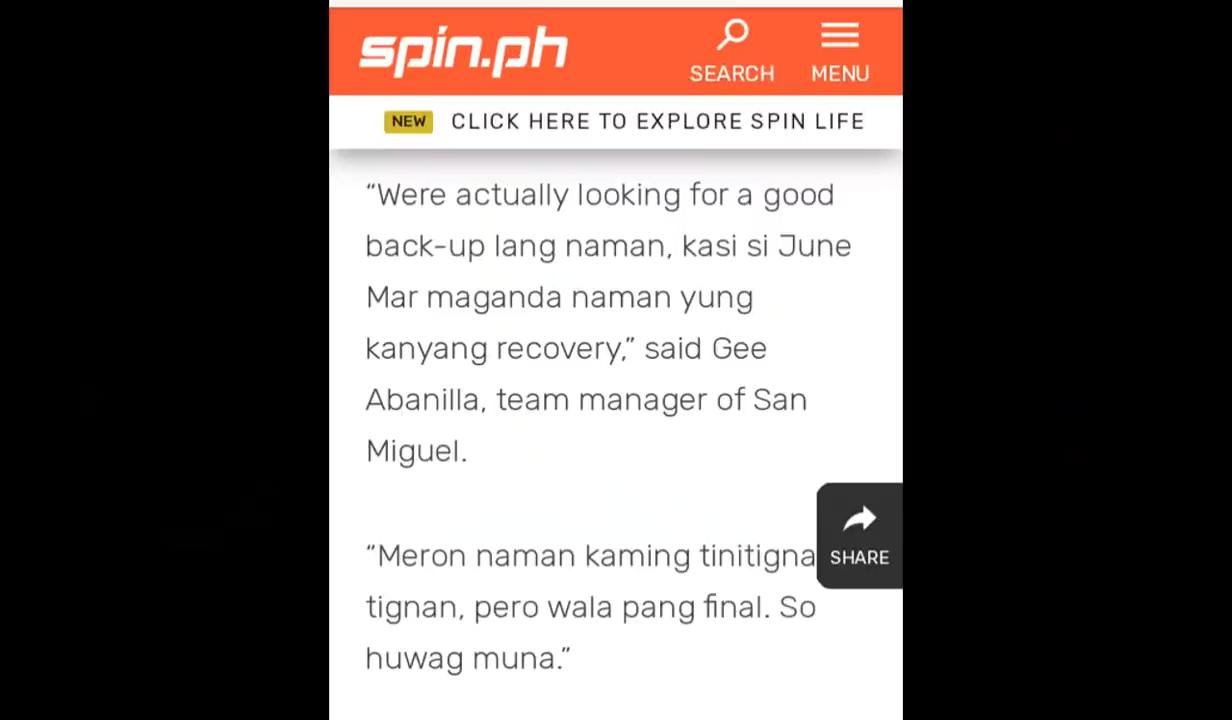 spin.ph
SEARCH
MENU
NEW CLICK HERE TO EXPLORE SPIN LIFE
“Were actually looking for a good
back-up lang naman, kasi si June
Mar maganda naman yung
kanyang recovery,” said Gee
Abanilla, team manager of San
Miguel.
“Meron naman kaming tinitigna
tignan, pero wala pang final. So
huwag muna.”
SHARE